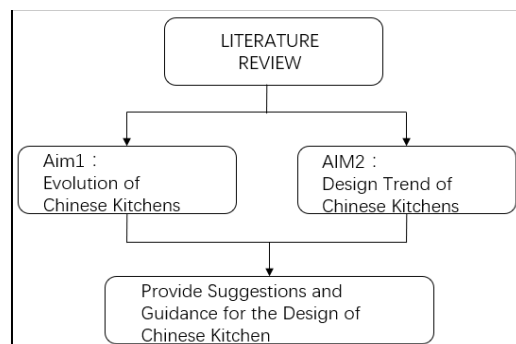 LITERATURE
REVIEW
Aim1：
Evolution of
Chinese Kitchens
AIM2：
Design Trend of
Chinese Kitchens
Provide Suggestions and
Guidance for the Design of
Chinese Kitchen